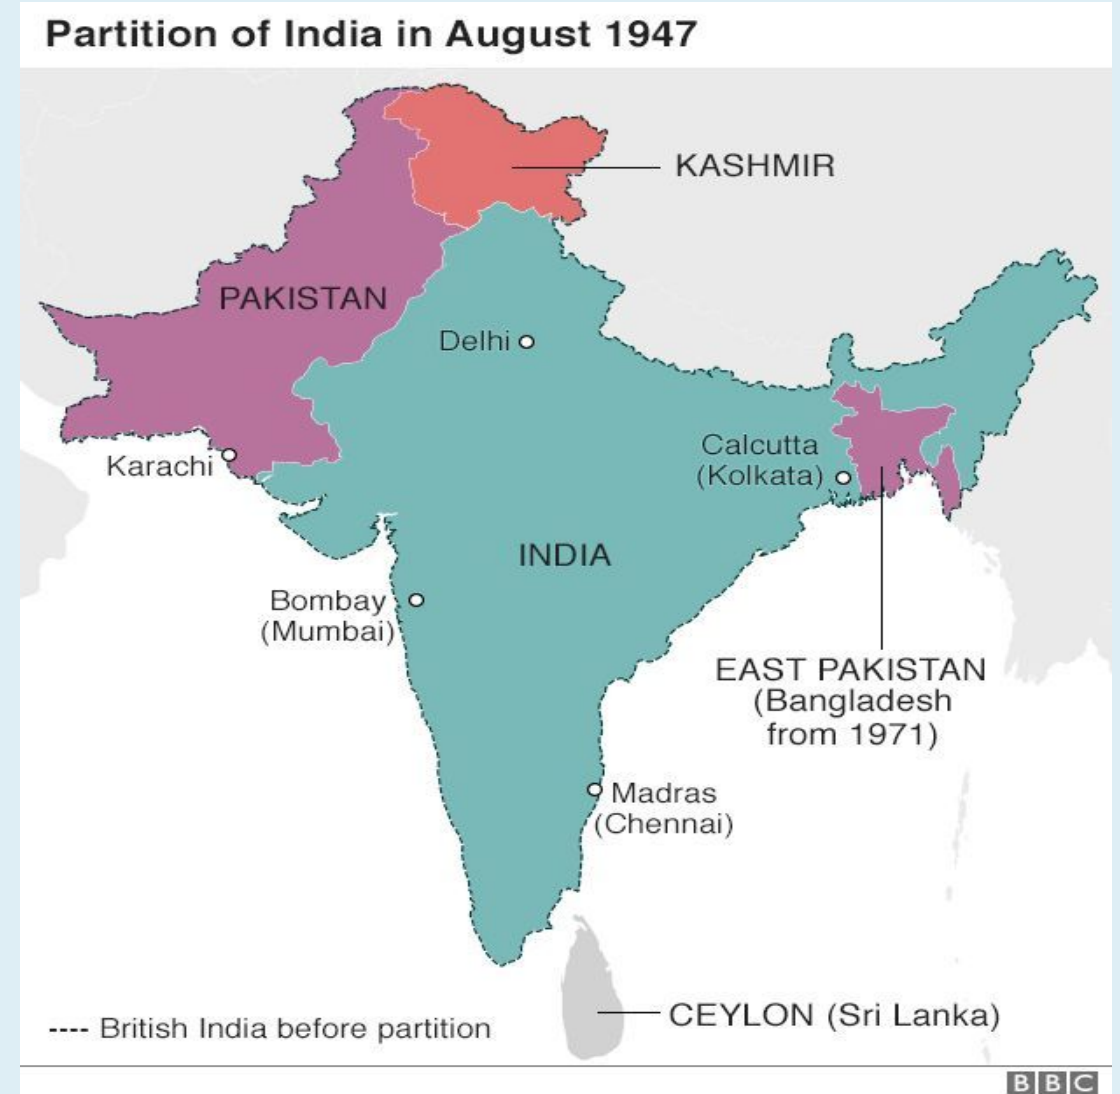 Partition of India in August 1947
KASHMIR
PAKISTAN
Delhi
Calcutta
(Kolkata)
Karachi
INDIA
Bombay
(Mumbai)
EAST PAKISTAN
(Bangladesh
from 1971)
Madras
(Chennai)
CEYLON (Sri Lanka)
---- British India before partition
BBC